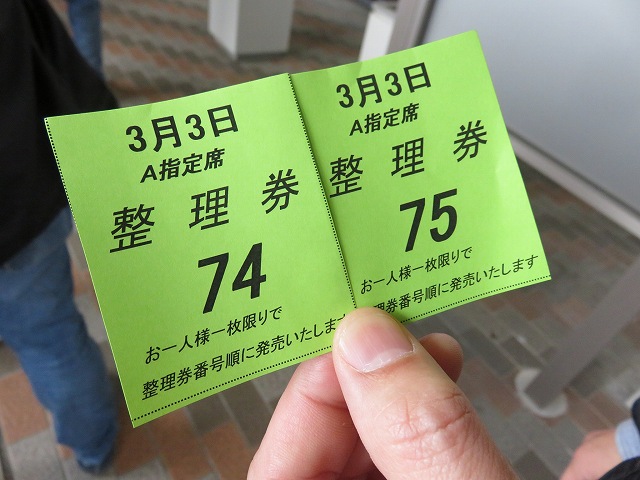 3月3日
A指定席
整理券
74
お一人様一枚限りで
整理券番号順に発売いたします
3月3日
A指定席
整理券
75
お一人様一枚限りで
理券番号順に発売いたします